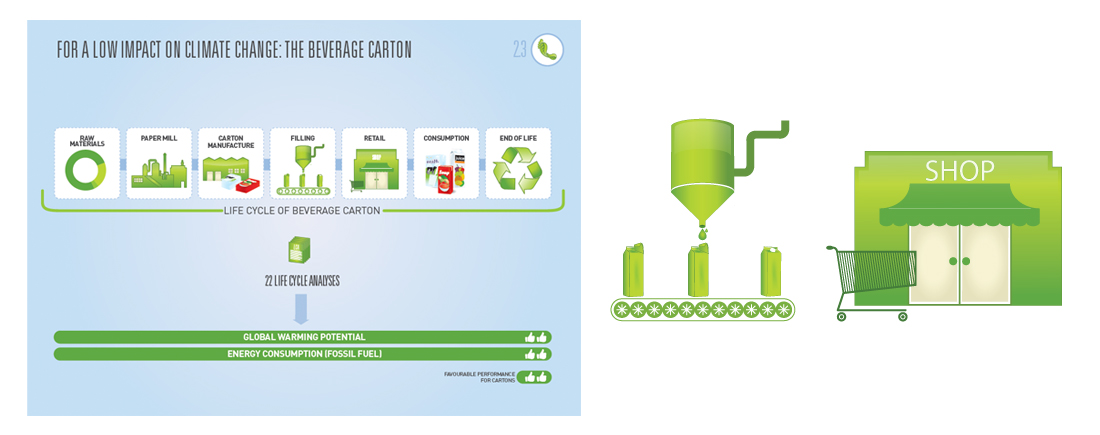 FOR A LOW IMPACT ON CLIMATE CHANGE: THE BEVERAGE CARTON
2.3
RAW
MATERIALS
PAPER MILL
CARTON
MANUFACTURE
FILLING
RETAIL
CONSUMPTION
END OF LIFE
LIFE CYCLE OF BEVERAGE CARTON
22 LIFE CYCLE ANALYSES
GLOBAL WARMING POTENTIAL
ENERGY CONSUMPTION (FOSSIL FUEL)
FAVOURABLE PERFORMANCE
FOR CARTONS
SHOP